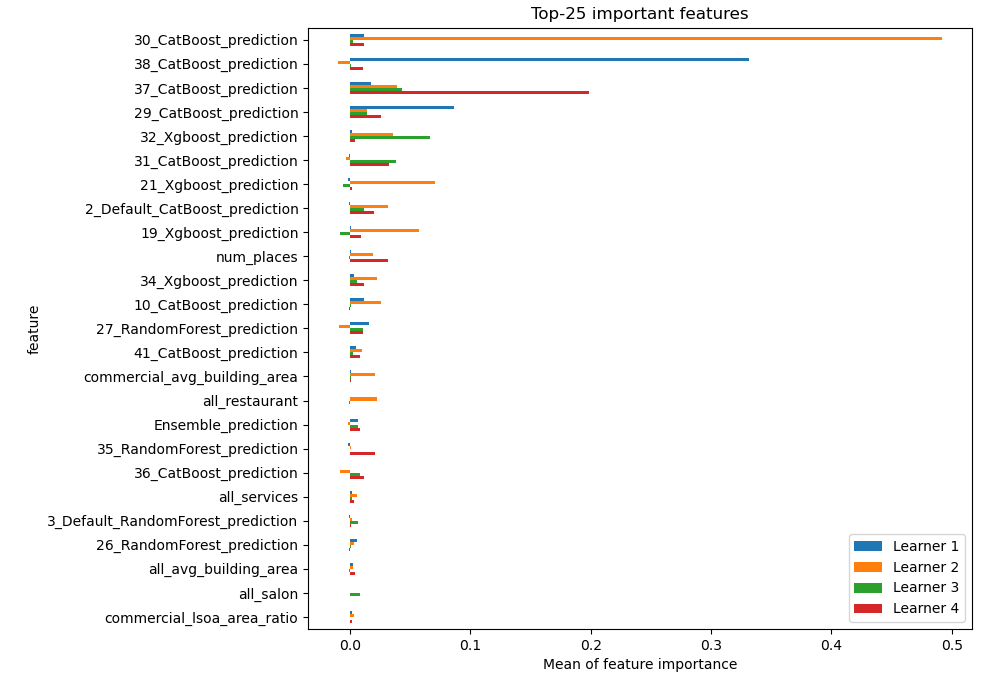 Top-25 important features
30_CatBoost_prediction
38_CatBoost_prediction
37_CatBoost_prediction
29_CatBoost_prediction
32_Xgboost_prediction
31_CatBoost_prediction
21_Xgboost_prediction
2_Default_CatBoost_prediction
19_Xgboost_prediction
num_places
34_Xgboost_prediction
10_CatBoost_prediction
27_RandomForest_prediction
41_CatBoost_prediction
commercial_avg_building_area
all_restaurant
Ensemble_prediction
35_RandomForest_prediction
36_CatBoost_prediction
all_services
3_Default_RandomForest_prediction
26_RandomForest_prediction
all_avg_building_area
all_salon
commercial_lsoa_area_ratio
feature
Learner 1
Learner 2
Learner 3
Learner 4
0.0 0.1 0.2 0.3 0.4 0.5
Mean of feature importance